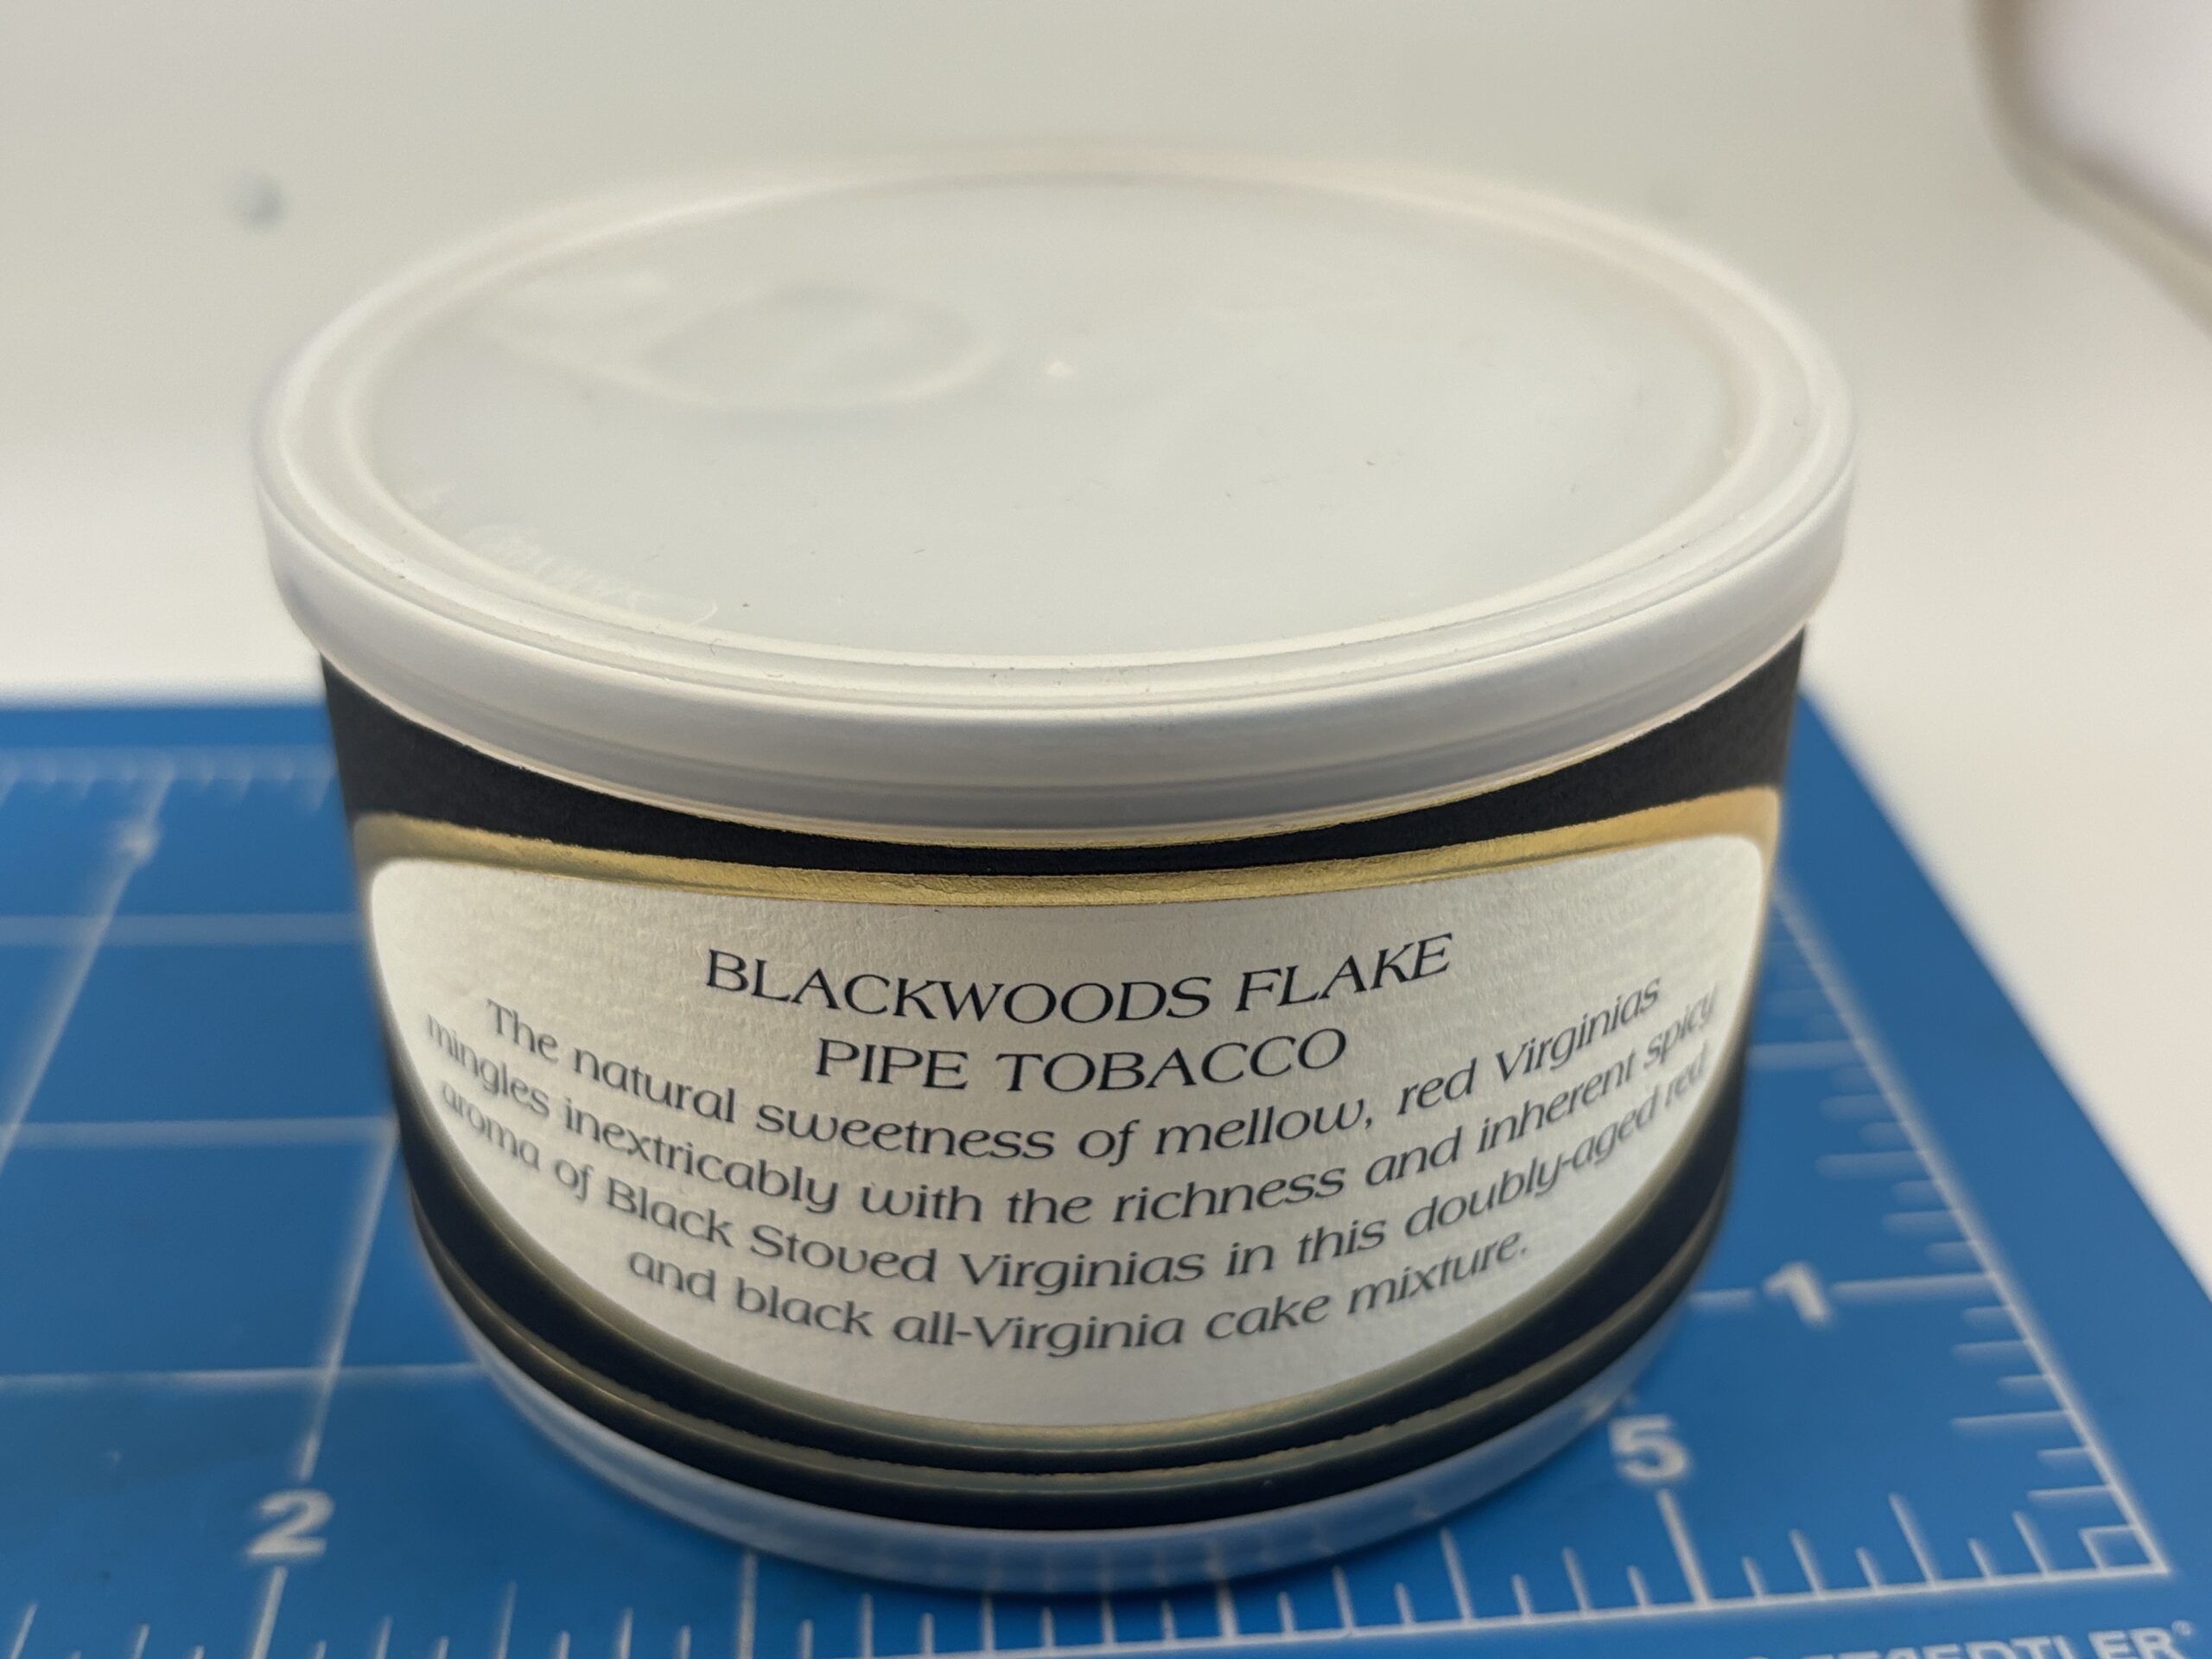 BLACKWOODS FLAKE
PIPE TOBACCO
The natural sweetness of mellow, red Virginias
mingles inextricably with the richness and inherent spicy
aroma of Black Stoved Virginias in this doubly-aged red
and black all-Virginia cake mixture.
1
5
2